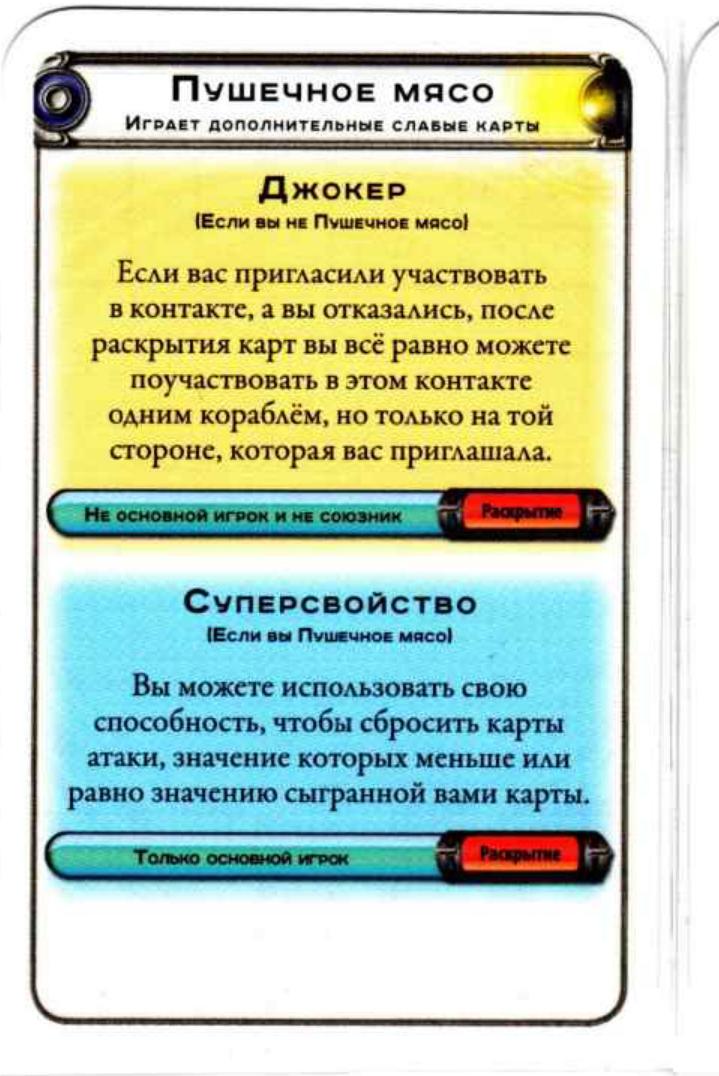 Пушечное мясо
Играет дополнительные слабые карты
Джокер
(Если вы не Пушечное мясо)
Если вас пригласили участвовать
в контакте, а вы отказались, после
раскрытия карт вы всё равно можете
поучаствовать в этом контакте
одним кораблём, но только на той
стороне, которая вас приглашала.
Не основной игрок и не союзник
Раскрытие
Суперсвойство
(Если вы Пушечное мясо)
Вы можете использовать свою
способность, чтобы сбросить карты
атаки, значение которых меньше или
равно значению сыгранной вами карты.
Только основной игрок
Раскрытие